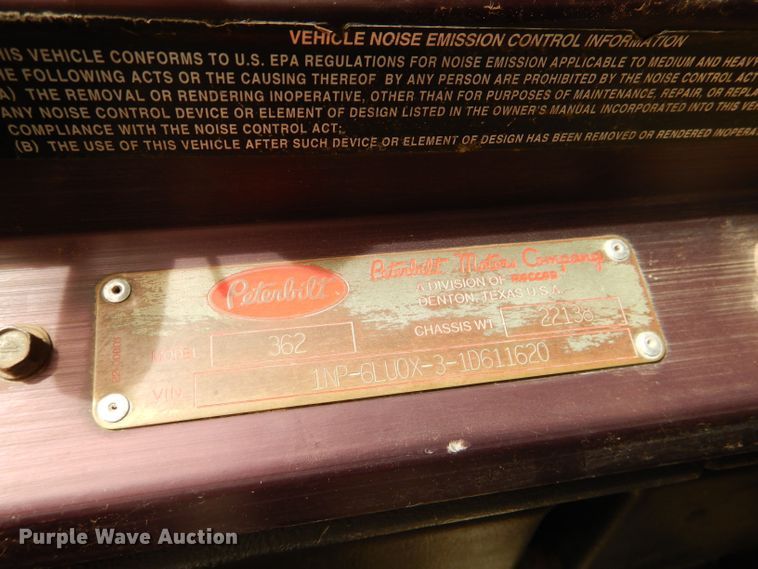 VEHICLE NOISE EMISSION CONTROL INFORMATION
HIS VEHICLE CONFORMS TO U.S. EPA REGULATIONS FOR NOISE EMISSION APPLICABLE TO MEDIUM AND HEAVY
HE FOLLOWING ACTS OR THE CAUSING THEREOF BY ANY PERSON ARE PROHIBITED BY THE NOISE CONTROL ACT
A) THE REMOVAL OR RENDERING INOPERATIVE, OTHER THAN FOR PURPOSES OF MAINTENANCE, REPAIR, OR REPLA
ANY NOISE CONTROL DEVICE OR ELEMENT OF DESIGN LISTED IN THE OWNER'S MANUAL INCORPORATED INTO THIS VEH
COMPLIANCE WITH THE NOISE CONTROL ACT;
(B) THE USE OF THIS VEHICLE AFTER SUCH DEVICE OR ELEMENT OF DESIGN HAS BEEN REMOVED OR RENDERED INOPERA
Peterbilt
Peterbilt Motors Company
A DIVISION OF PACCAR
DENTON, TEXAS U.S.A.
MODEL 362
CHASSIS WT 22138
VIN 1NP-6LU0X-3-1D611620
Purple Wave Auction